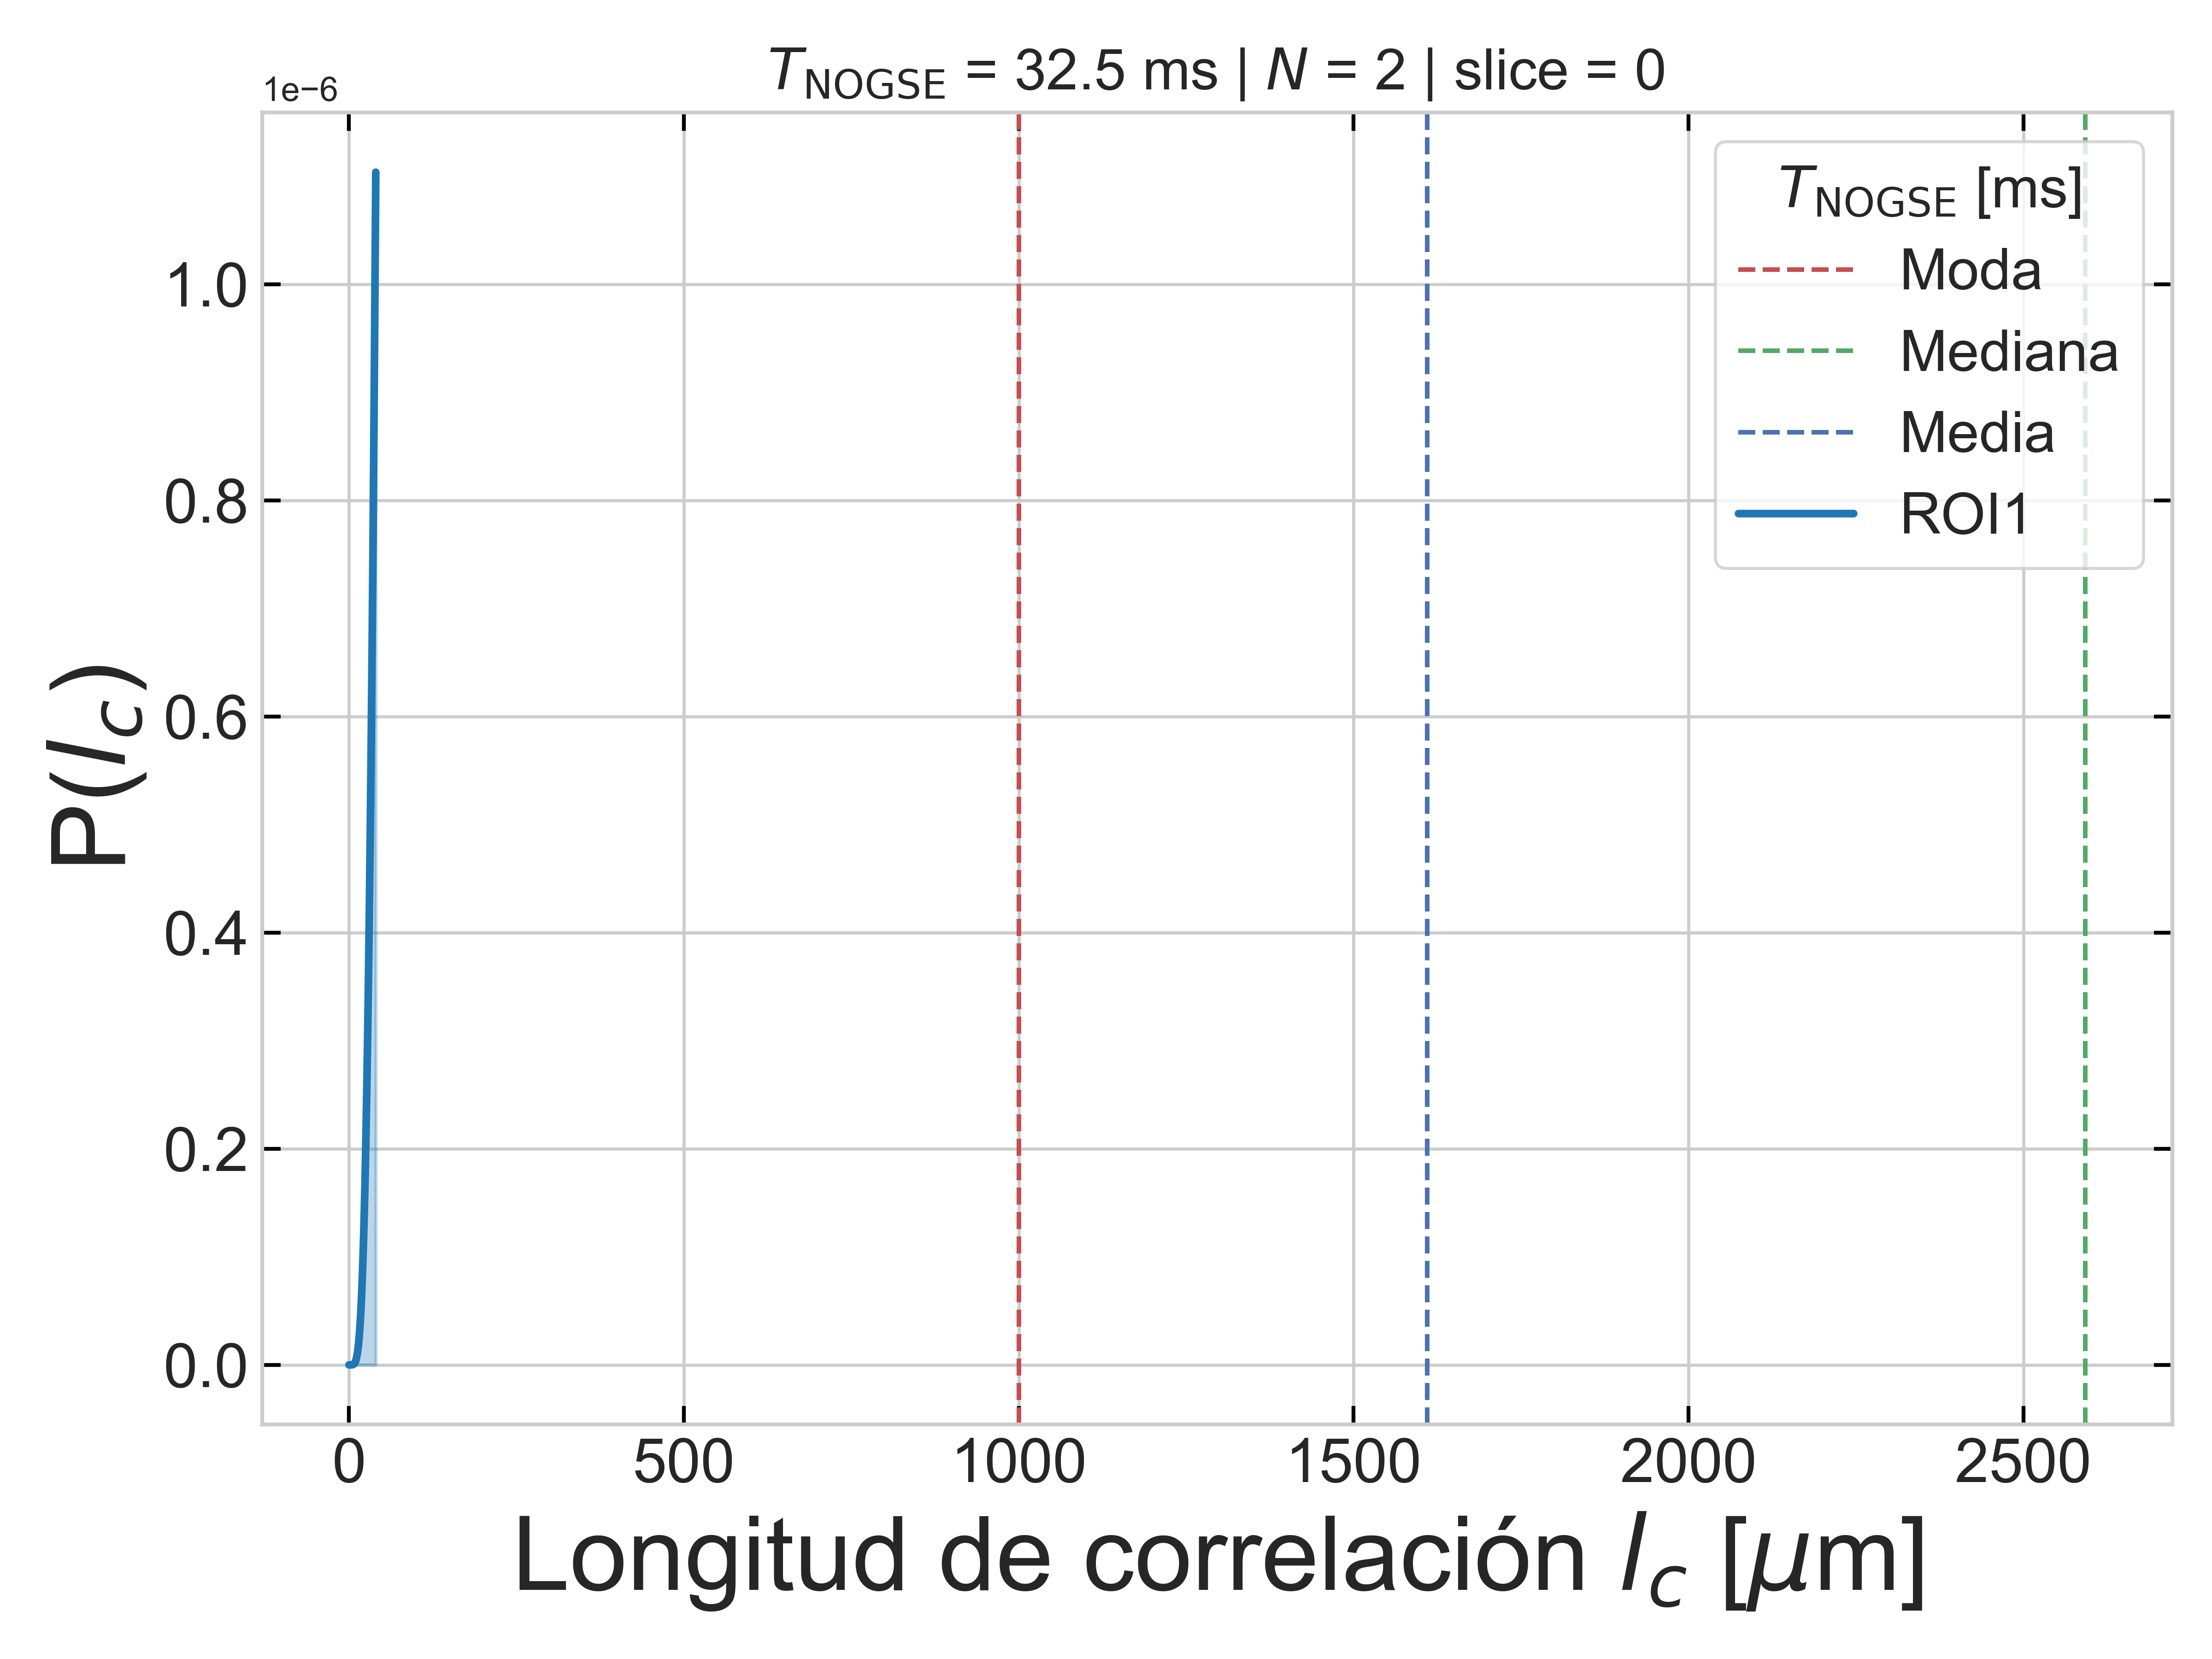 T_NOGSE = 32.5 ms | N = 2 | slice = 0
1e−6
T_NOGSE [ms]
Moda
Mediana
Media
ROI1
1.0
0.8
0.6
0.4
0.2
0.0
P(l_c)
0 500 1000 1500 2000 2500
Longitud de correlación l_c [μm]